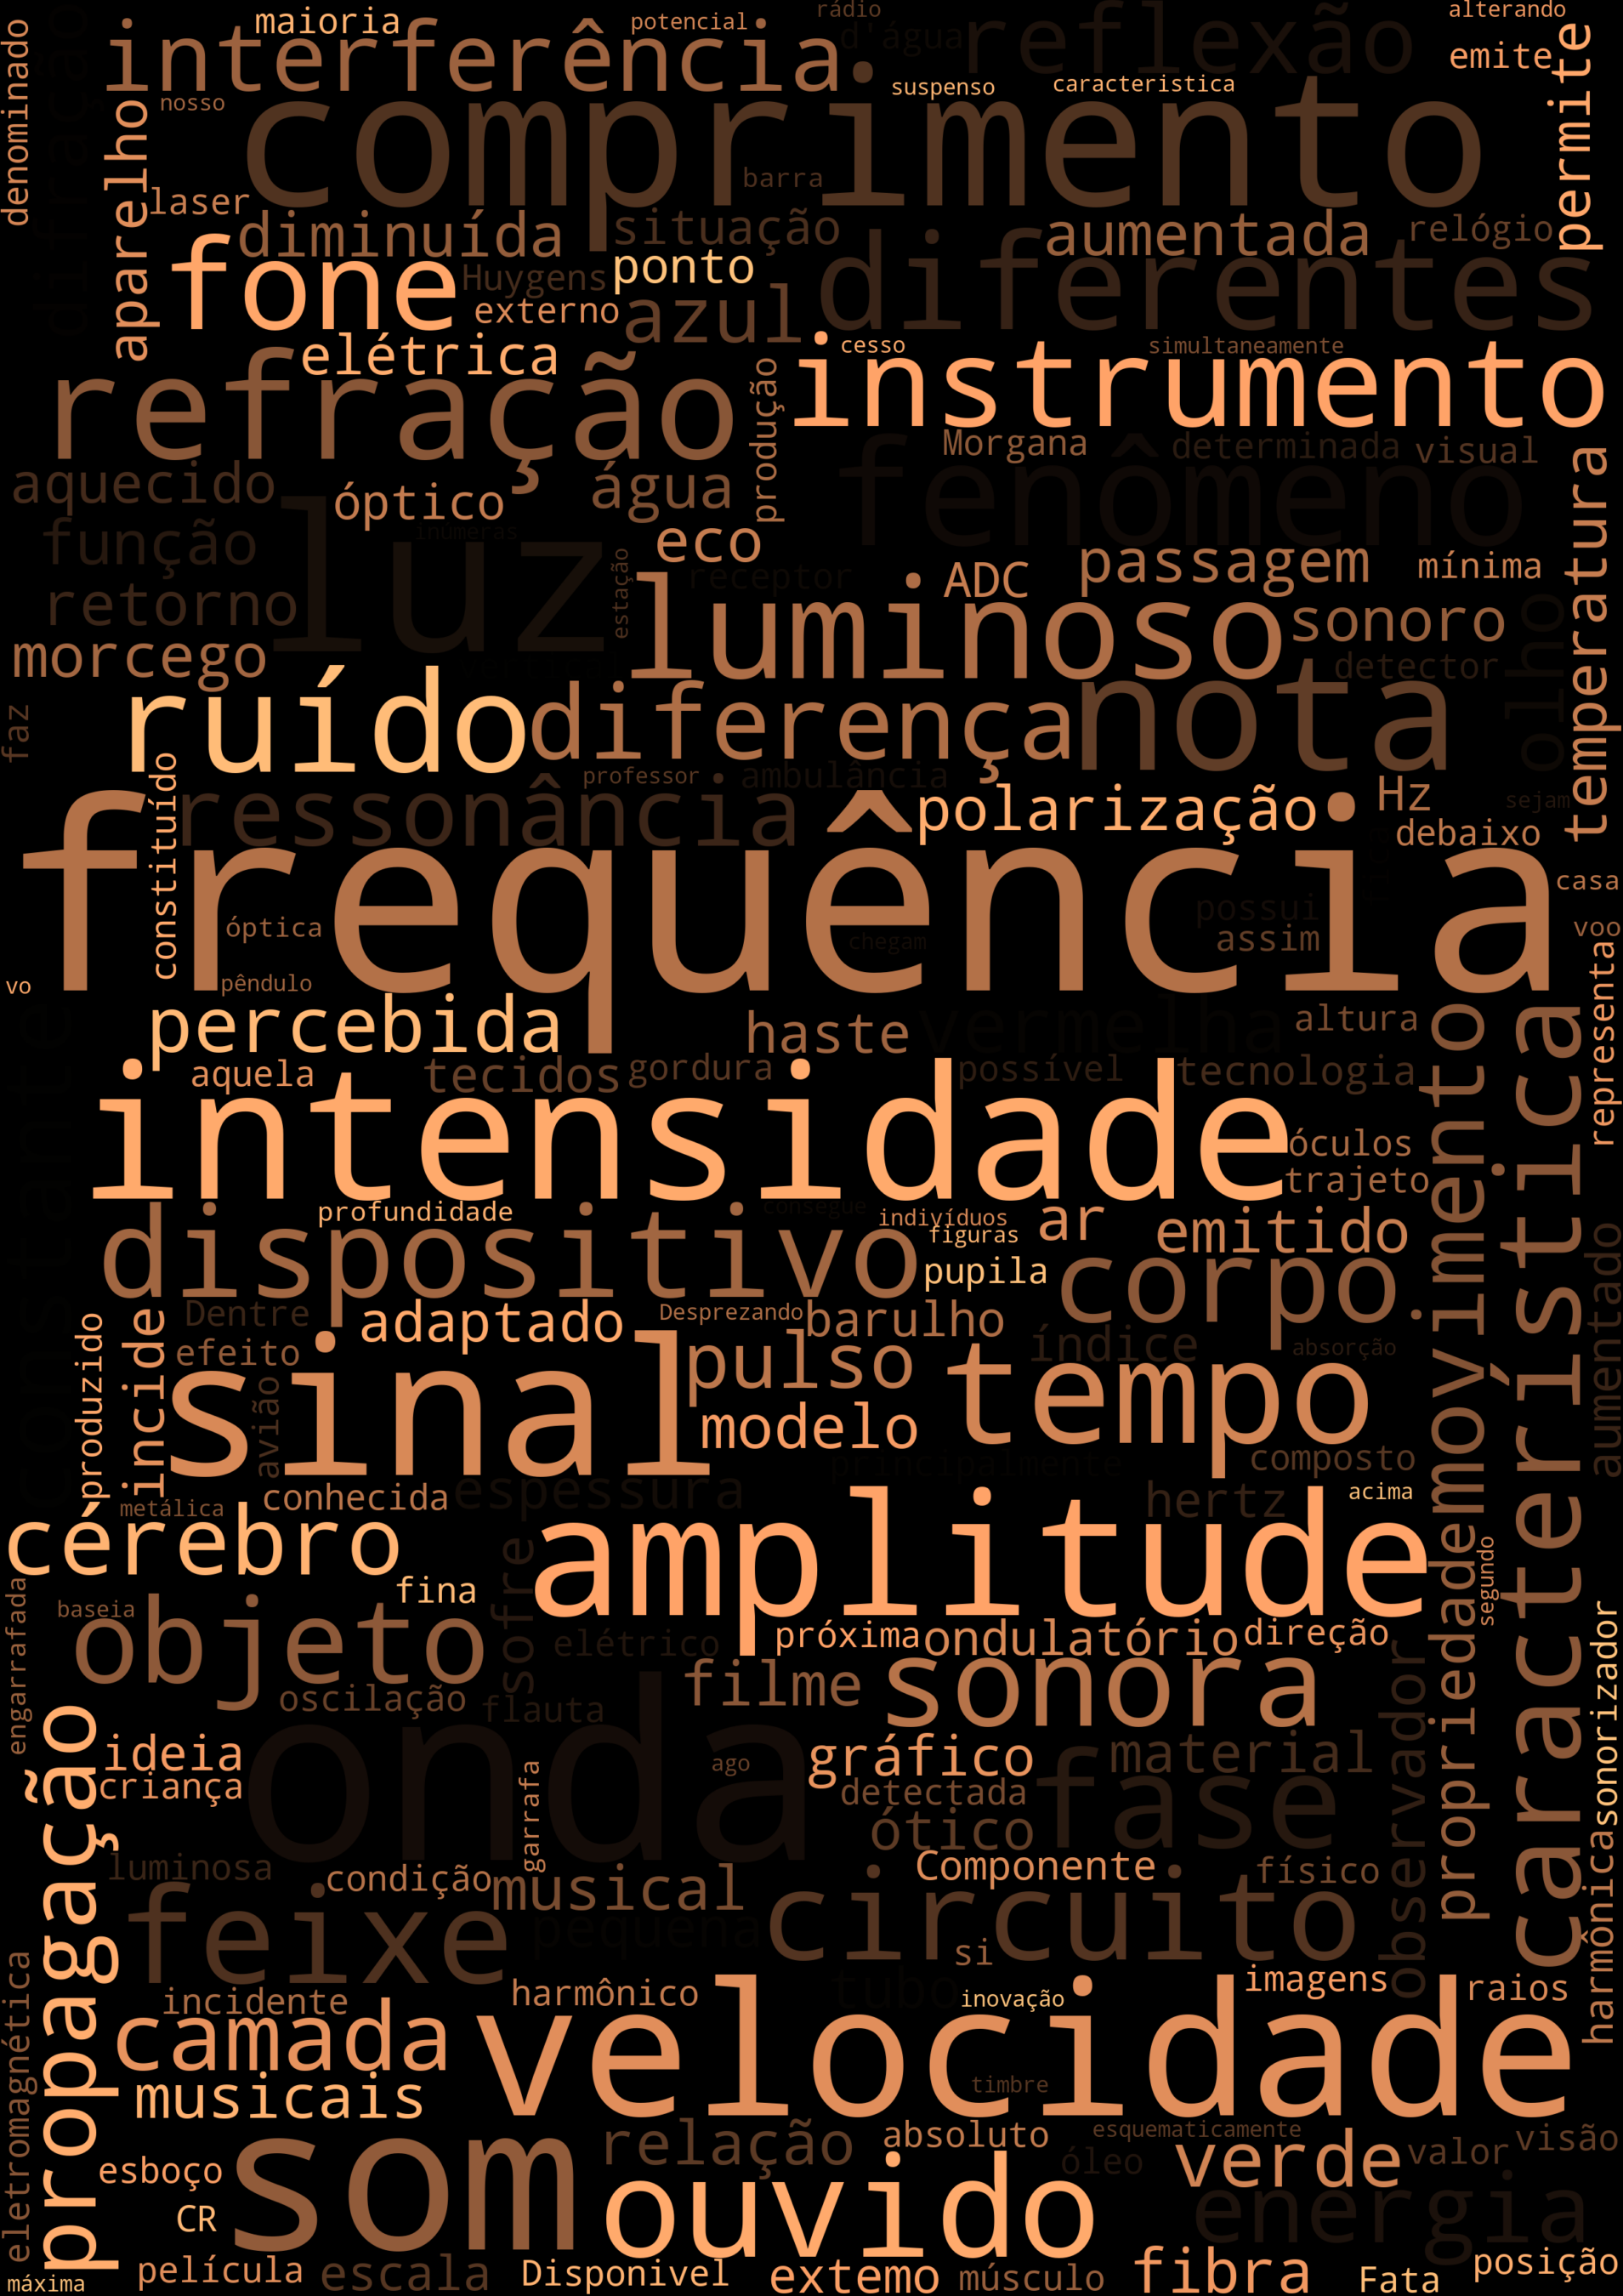 denominado
difração
maioria
potencial
rádio
alterando
interferência
d'água
reflexão
emite
permite
nosso
suspenso
caracteristica
comprimento
aparelho
barra
laser
diminuída
situação
aumentada
relógio
fone
Huygens
ponto
diferentes
externo
azul
elétrica
cesso
simultaneamente
refração
produção
instrumento
Morgana
determinada
visual
aquecido
óptico
água
fenômeno
temperatura
luz
inúmeras
função
eco
passagem
mínima
receptor
ADC
retorno
estação
luminoso
sonoro
olho
morcego
vertical
detector
ruído
diferença
nota
faz
constituído
professor
ambulância
ressonância
polarização
Hz
sejam
debaixo
frequência
casa
óptica
possui
assim
chegam
voo
pêndulo
vo
constante
percebida
haste
vermelha
altura
movimento
característica
representa
aquela
tecidos
gordura
possível
tecnologia
intensidade
óculos
trajeto
profundidade
consegue
indivíduos
dispositivo
figuras
ar
emitido
pupila
corpo
aumentado
produzido
incide
Dentre
adaptado
Desprezando
barulho
índice
absorção
efeito
avião
sinal
pulso
tempo
modelo
principalmente
composto
metálica
conhecida
espessura
hertz
acima
cérebro
sofre
amplitude
propriedade
segundo
fina
engarrafada
baseia
objeto
elétrico
próxima
ondulatório
direção
sonorizador
oscilação
flauta
filme
sonora
observador
propagação
ideia
onda
ago
gráfico
material
criança
garrafa
detectada
fase
ótico
luminosa
condição
musical
Componente
físico
harmônica
feixe
pequena
circuito
si
eletromagnética
incidente
harmônico
tubo
inovação
imagens
raios
camada
velocidade
musicais
timbre
som
relação
absoluto
esquematicamente
óleo
verde
valor
visão
esboço
CR
ouvido
energia
máxima
película
escala
Disponivel
extemo
músculo
fibra
Fata
posição